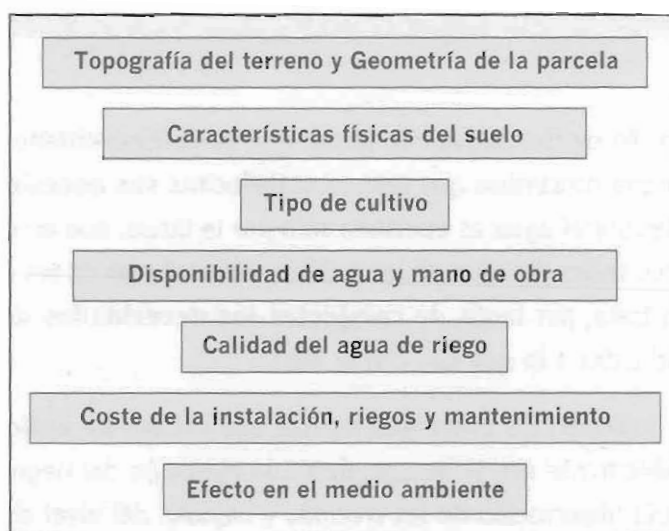 Topografía del terreno y Geometría de la parcela
Características físicas del suelo
Tipo de cultivo
Disponibilidad de agua y mano de obra
Calidad del agua de riego
Coste de la instalación, riegos y mantenimiento
Efecto en el medio ambiente